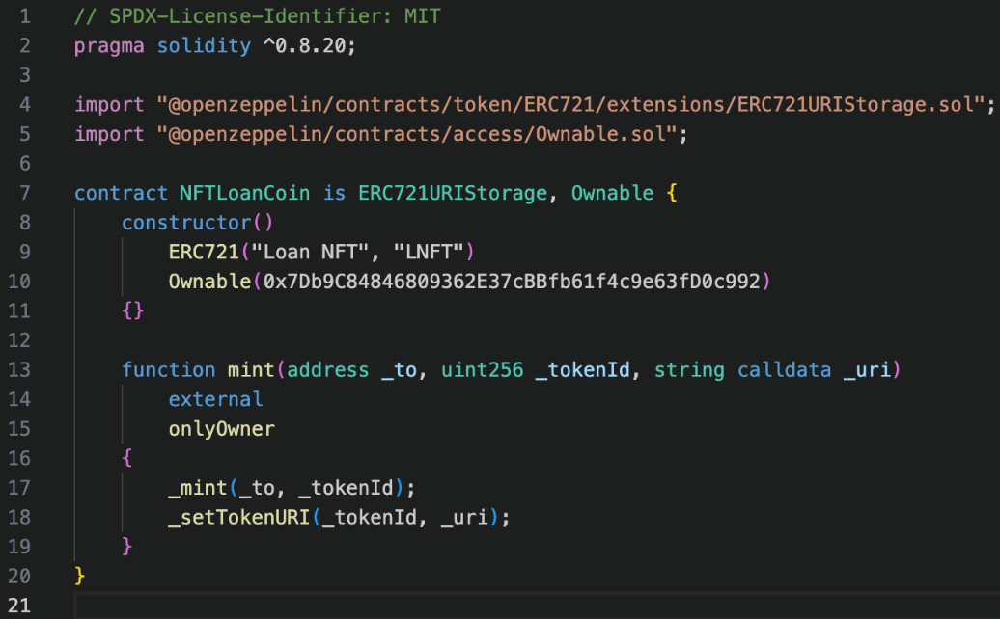 1 // SPDX-License-Identifier: MIT
2 pragma solidity ^0.8.20;
3
4 import "@openzeppelin/contracts/token/ERC721/extensions/ERC721URIStorage.sol";
5 import "@openzeppelin/contracts/access/Ownable.sol";
6
7 contract NFTLoanCoin is ERC721URIStorage, Ownable {
8     constructor()
9         ERC721("Loan NFT", "LNFT")
10         Ownable(0x7Db9C84846809362E37cBBfb61f4c9e63fD0c992)
11     {}
12
13     function mint(address _to, uint256 _tokenId, string calldata _uri)
14         external
15         onlyOwner
16     {
17         _mint(_to, _tokenId);
18         _setTokenURI(_tokenId, _uri);
19     }
20 }
21